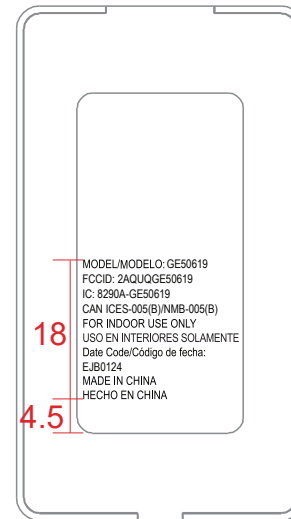 MODEL/MODELO: GE50619
FCCID: 2AQUQGE50619
IC: 8290A-GE50619
CAN ICES-005(B)/NMB-005(B)
FOR INDOOR USE ONLY
USO EN INTERIORES SOLAMENTE
Date Code/Código de fecha:
EJB0124
MADE IN CHINA
HECHO EN CHINA
18
4.5